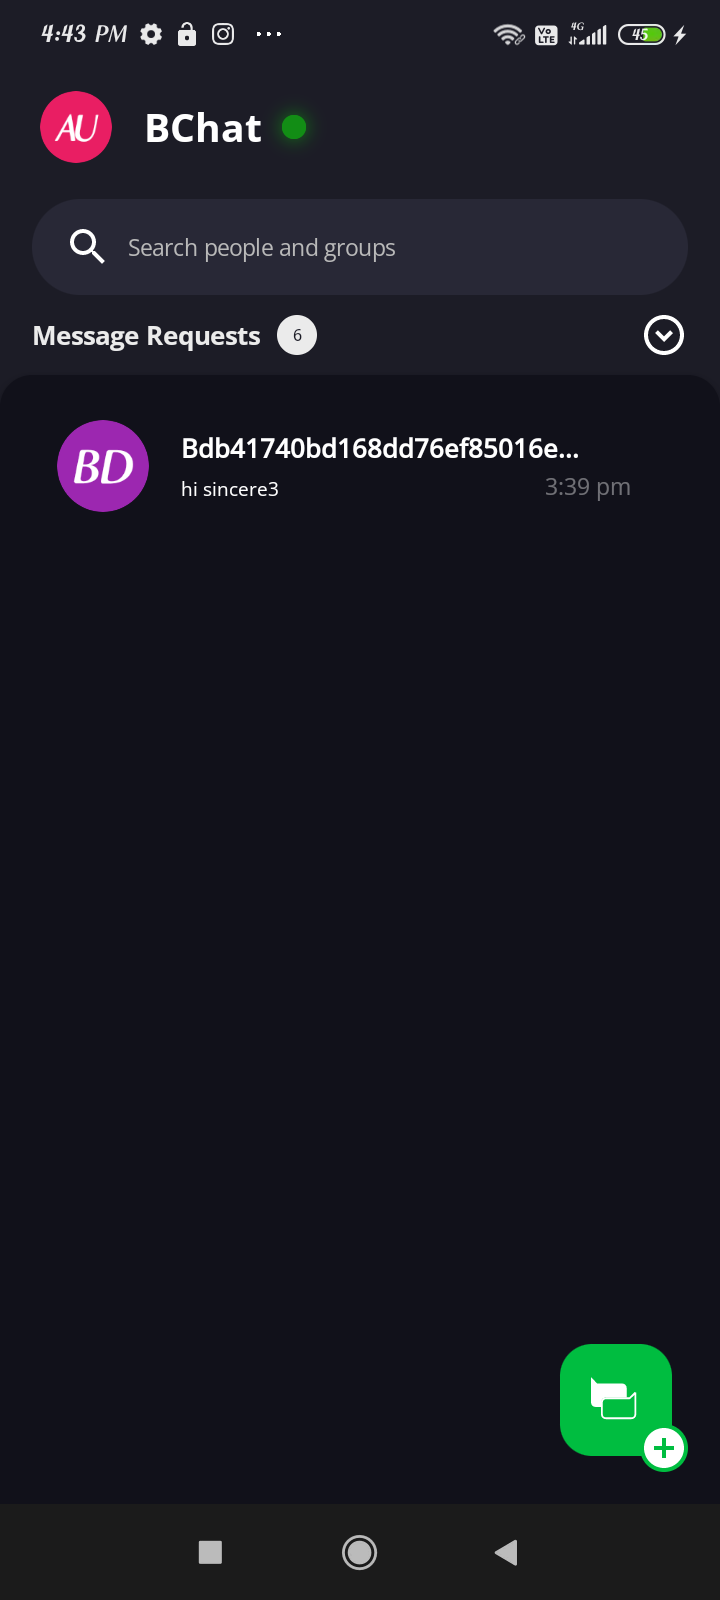 4:43 PM
Vo LTE
4G
45
AU BChat
Search people and groups
Message Requests 6
BD
Bdb41740bd168dd76ef85016e...
hi sincere3
3:39 pm